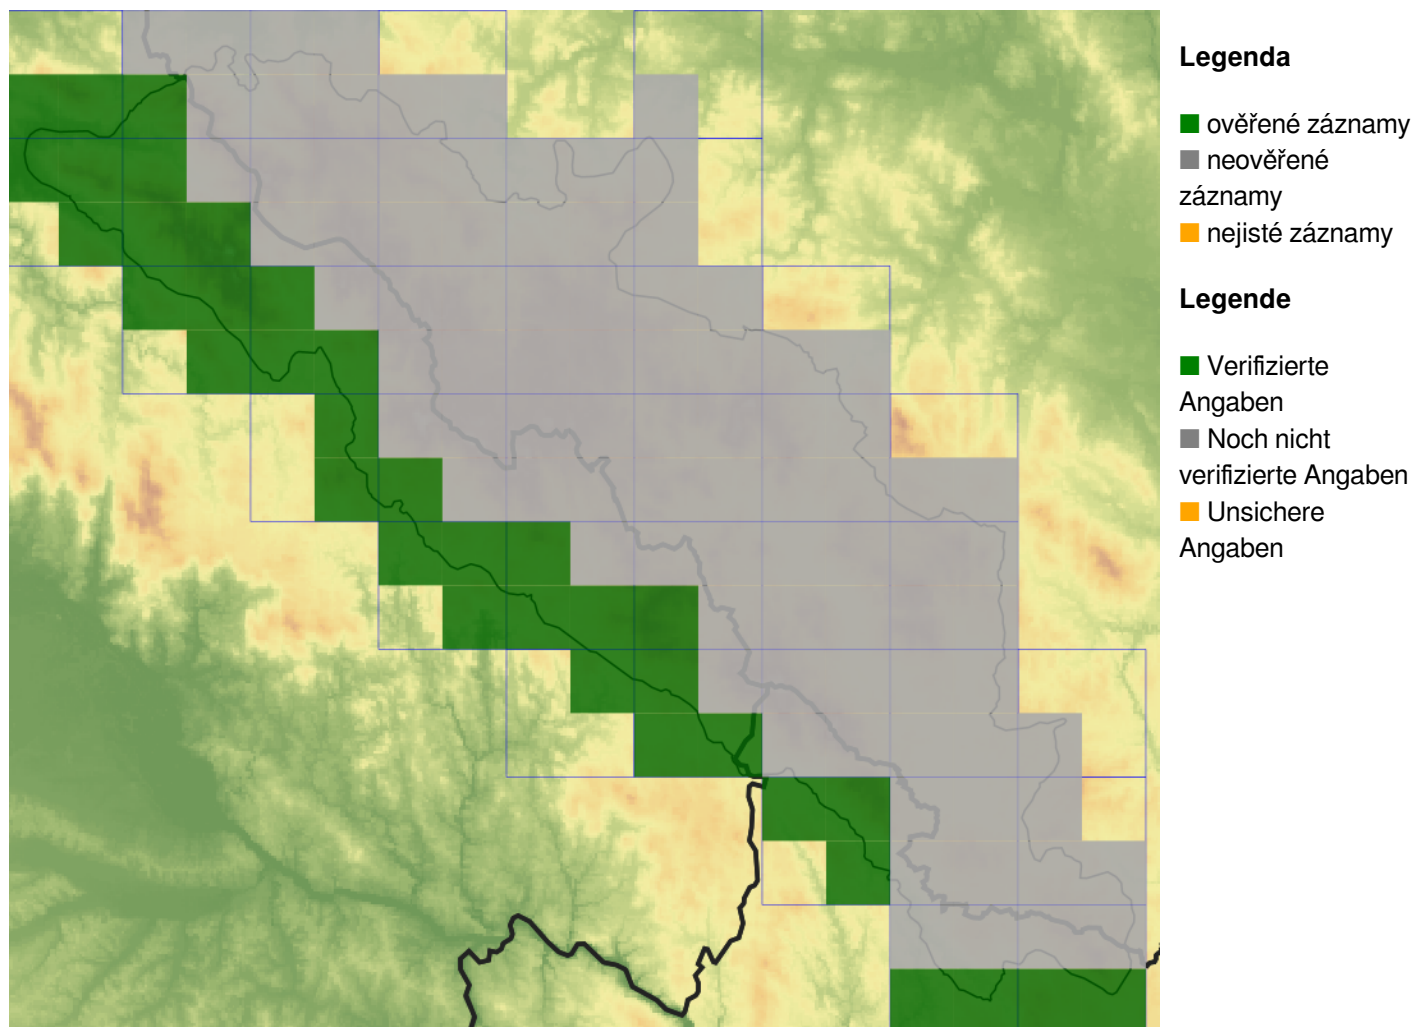 Legenda
ověřené záznamy
neověřené
záznamy
nejisté záznamy
Legende
Verifizierte
Angaben
Noch nicht
verifizierte Angaben
Unsichere
Angaben